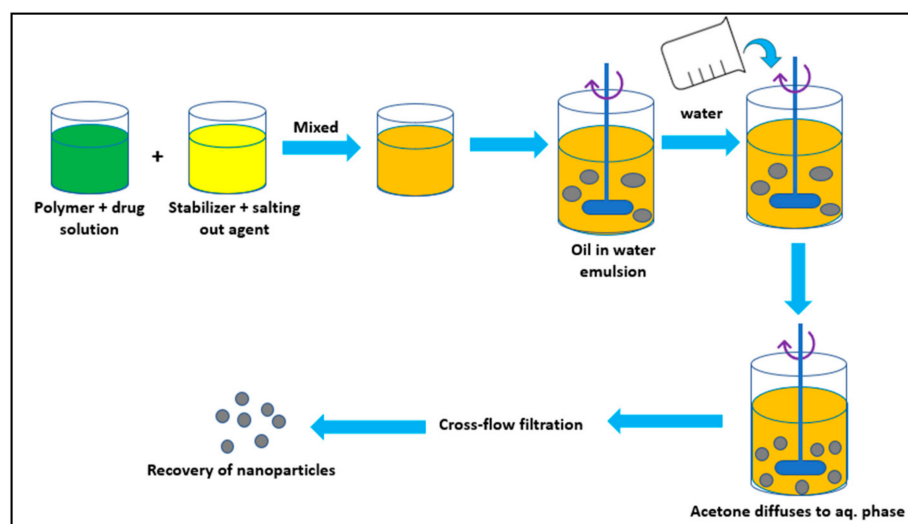 Polymer + drug
solution
+
Stabilizer + salting
out agent
Mixed
Oil in water
emulsion
water
Acetone diffuses to aq. phase
Cross-flow filtration
Recovery of nanoparticles